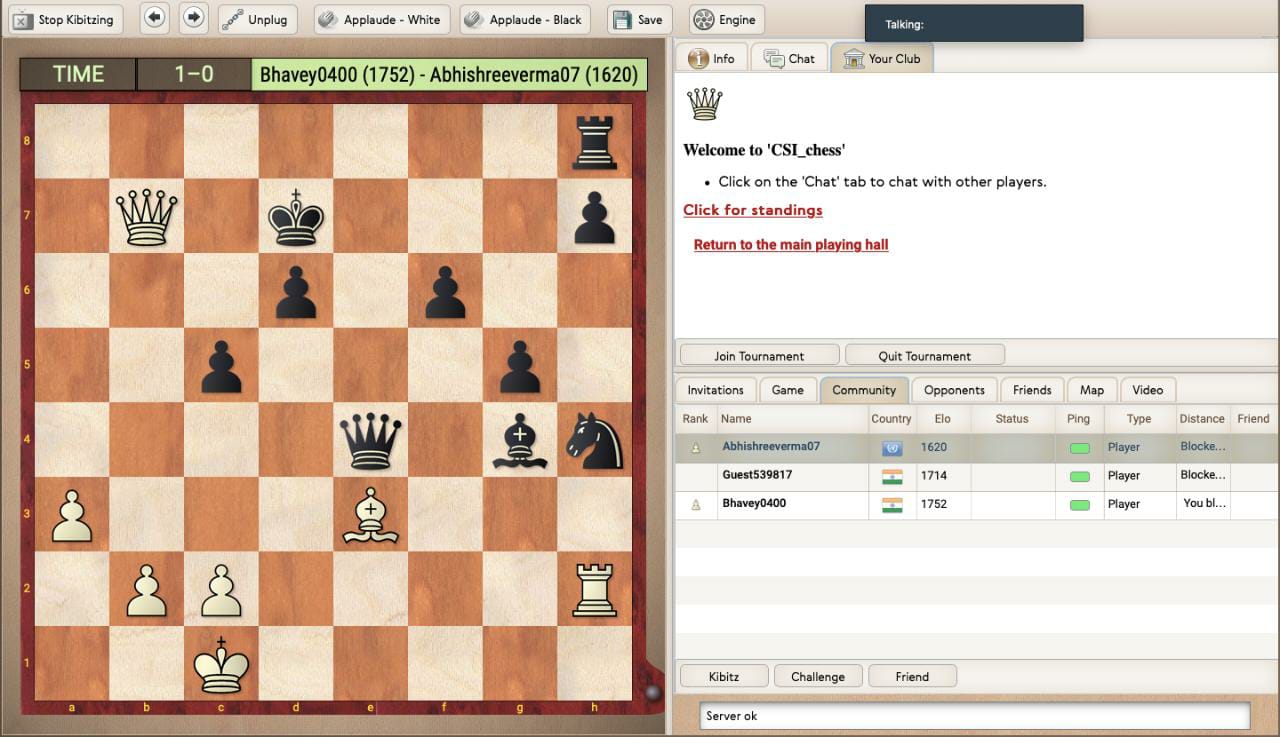 Stop Kibitzing
Unplug
Applaude - White
Applaude - Black
Save
Engine
Talking:
TIME
1–0
Bhavey0400 (1752) - Abhishreeverma07 (1620)
Info
Chat
Your Club
Welcome to 'CSI_chess'
• Click on the 'Chat' tab to chat with other players.
Click for standings
Return to the main playing hall
Join Tournament
Quit Tournament
Invitations
Game
Community
Opponents
Friends
Map
Video
Rank Name Country Elo Status Ping Type Distance Friend
Abhishreeverma07 1620 Player Blocke...
Guest539817 1714 Player Blocke...
Bhavey0400 1752 Player You bl...
Kibitz
Challenge
Friend
Server ok
8
7
6
5
4
3
2
1
a b c d e f g h